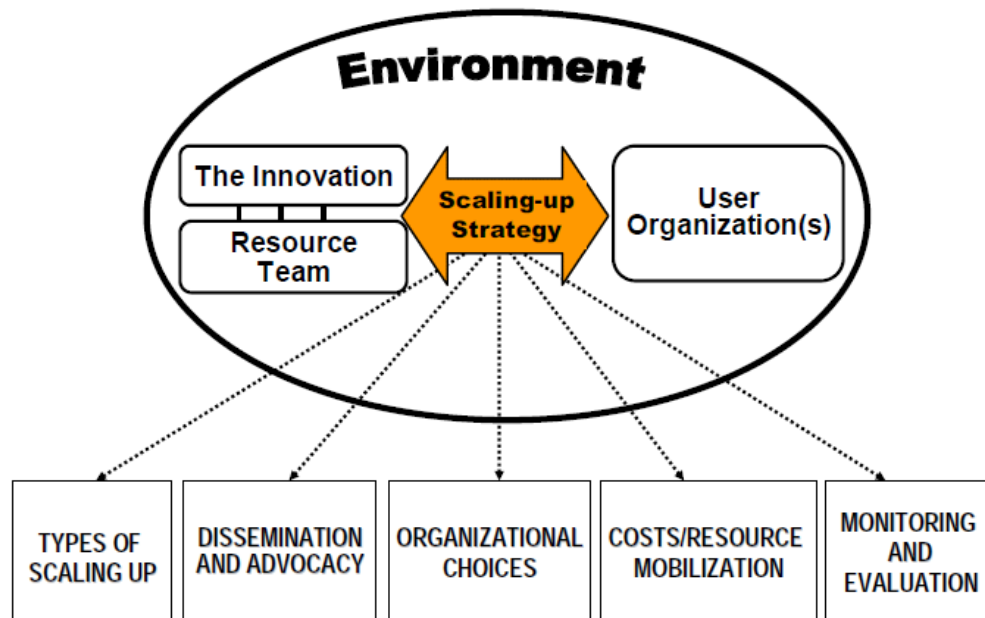 Environment
The Innovation
Resource
Team
Scaling-up
Strategy
User
Organization(s)
TYPES OF
SCALING UP
DISSEMINATION
AND ADVOCACY
ORGANIZATIONAL
CHOICES
COSTS/RESOURCE
MOBILIZATION
MONITORING
AND
EVALUATION